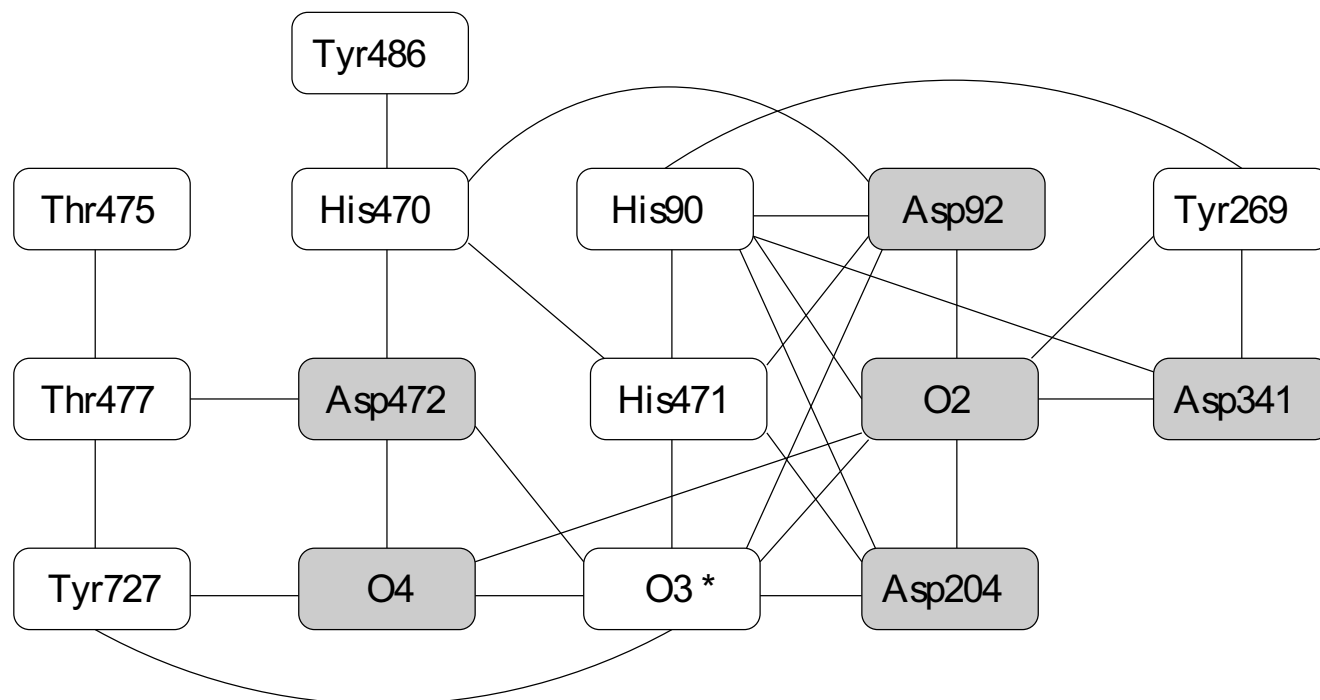 Tyr486
Thr475
His470
His90
Asp92
Tyr269
Thr477
Asp472
His471
O2
Asp341
Tyr727
O4
O3 *
Asp204